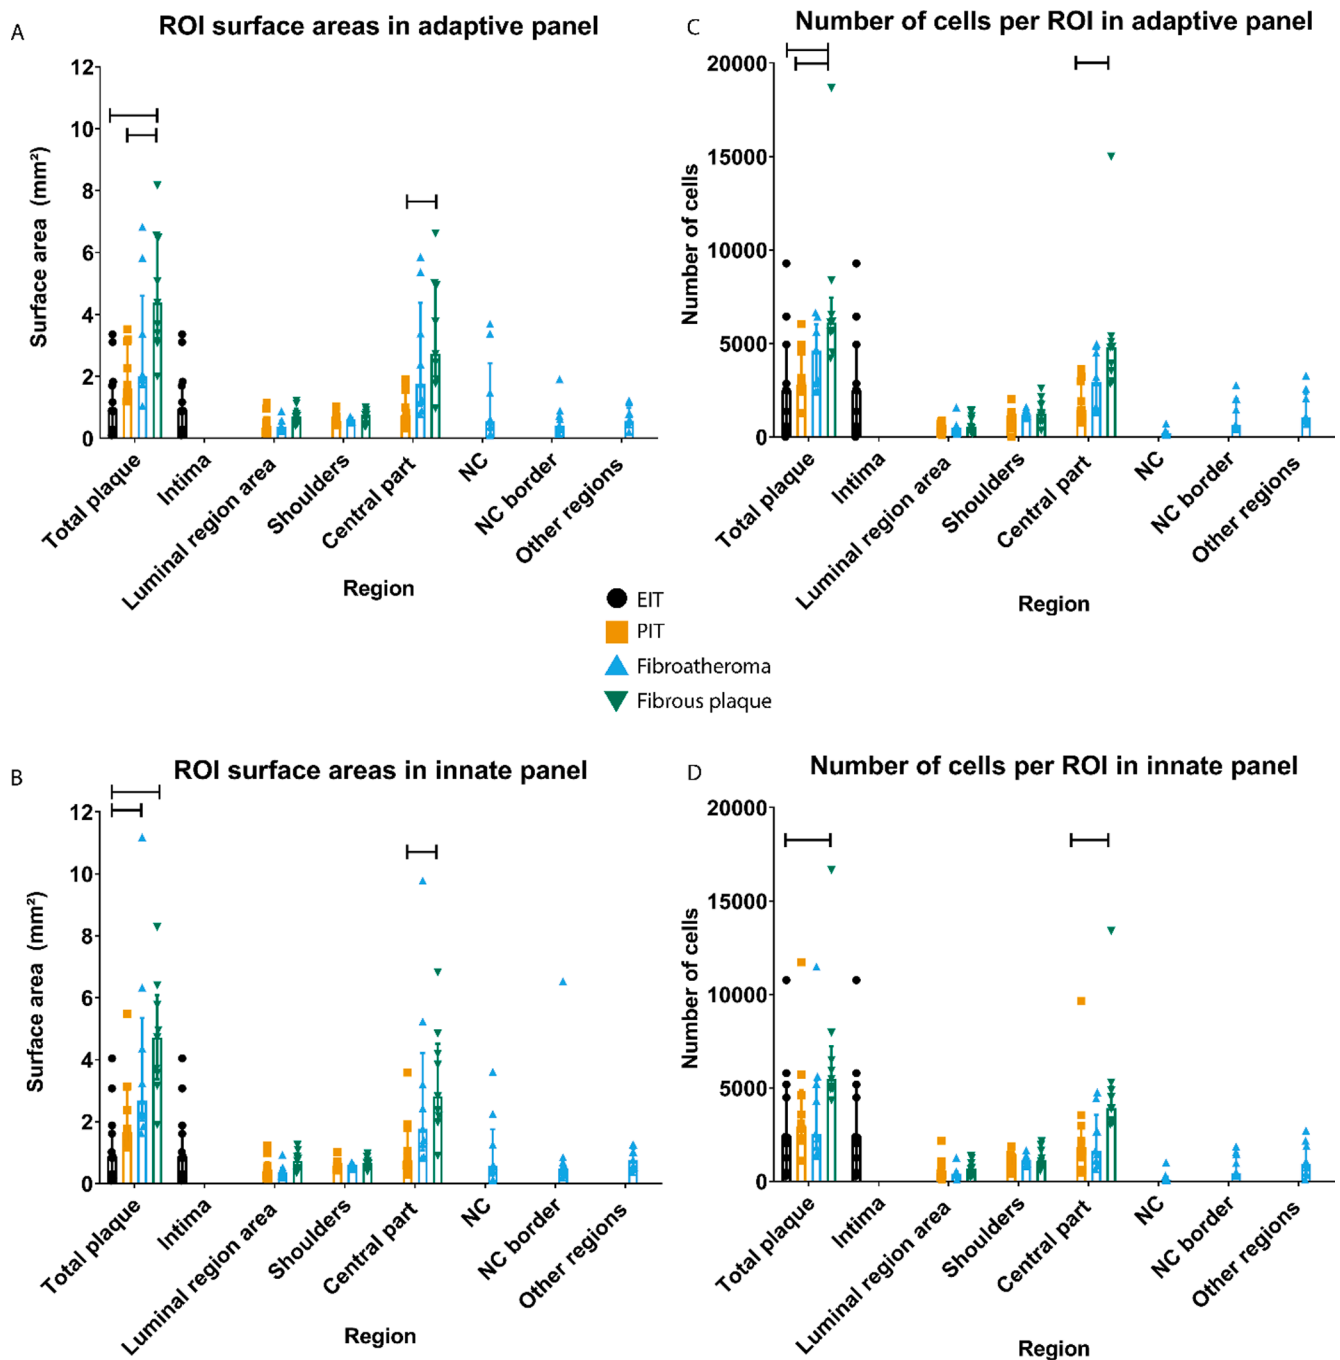 A
ROI surface areas in adaptive panel
Surface area (mm²)
12
10
8
6
4
2
0
Total plaque
Intima
Luminal region area
Shoulders
Central part
NC
NC border
Other regions
Region
C
Number of cells per ROI in adaptive panel
Number of cells
20000
15000
10000
5000
0
Total plaque
Intima
Luminal region area
Shoulders
Central part
NC
NC border
Other regions
Region
EIT
PIT
Fibroatheroma
Fibrous plaque
B
ROI surface areas in innate panel
Surface area (mm²)
12
10
8
6
4
2
0
Total plaque
Intima
Luminal region area
Shoulders
Central part
NC
NC border
Other regions
Region
D
Number of cells per ROI in innate panel
Number of cells
20000
15000
10000
5000
0
Total plaque
Intima
Luminal region area
Shoulders
Central part
NC
NC border
Other regions
Region